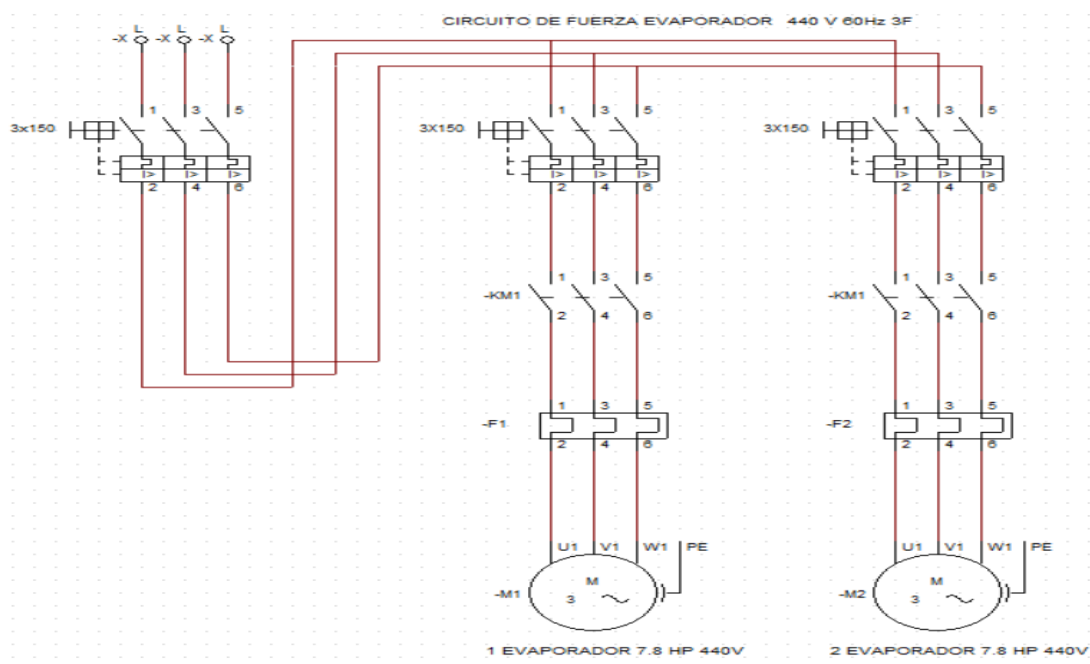 CIRCUITO DE FUERZA EVAPORADOR 440 V 60Hz 3F
-X L -X L -X L
1 3 5 1 3 5 1 3 5
3x150 3X150 3X150
I> I> I> I> I> I> I> I> I>
2 4 6 2 4 6 2 4 6
1 3 5 1 3 5
-KM1 -KM1
2 4 6 2 4 6
1 3 5 1 3 5
-F1 -F2
2 4 6 2 4 6
U1 V1 W1 PE U1 V1 W1 PE
M M
-M1 3 -M2 3
1 EVAPORADOR 7.8 HP 440V 2 EVAPORADOR 7.8 HP 440V